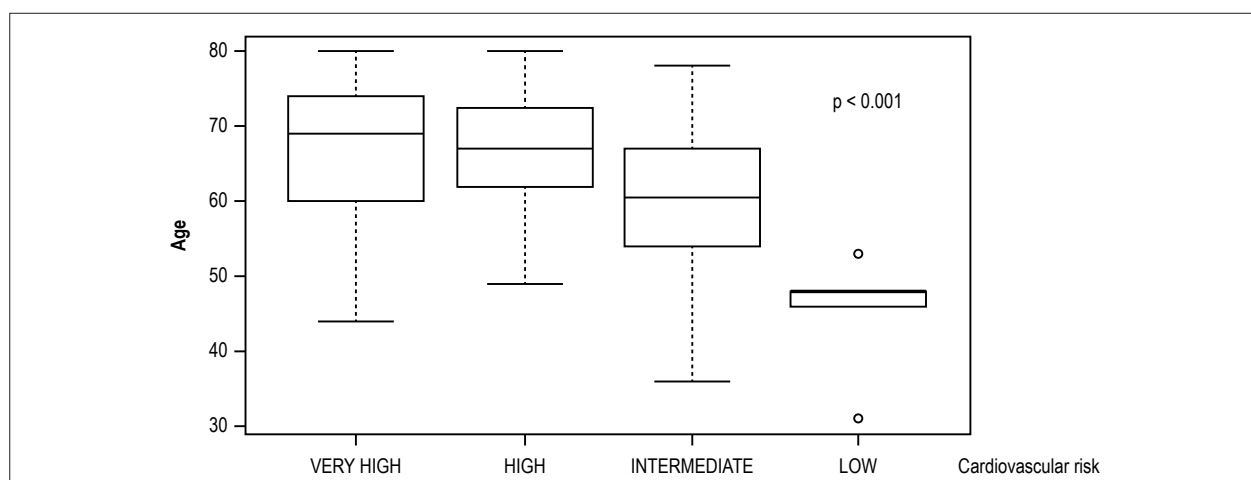 80
70
60
50
40
30
Age
p < 0.001
VERY HIGH
HIGH
INTERMEDIATE
LOW
Cardiovascular risk